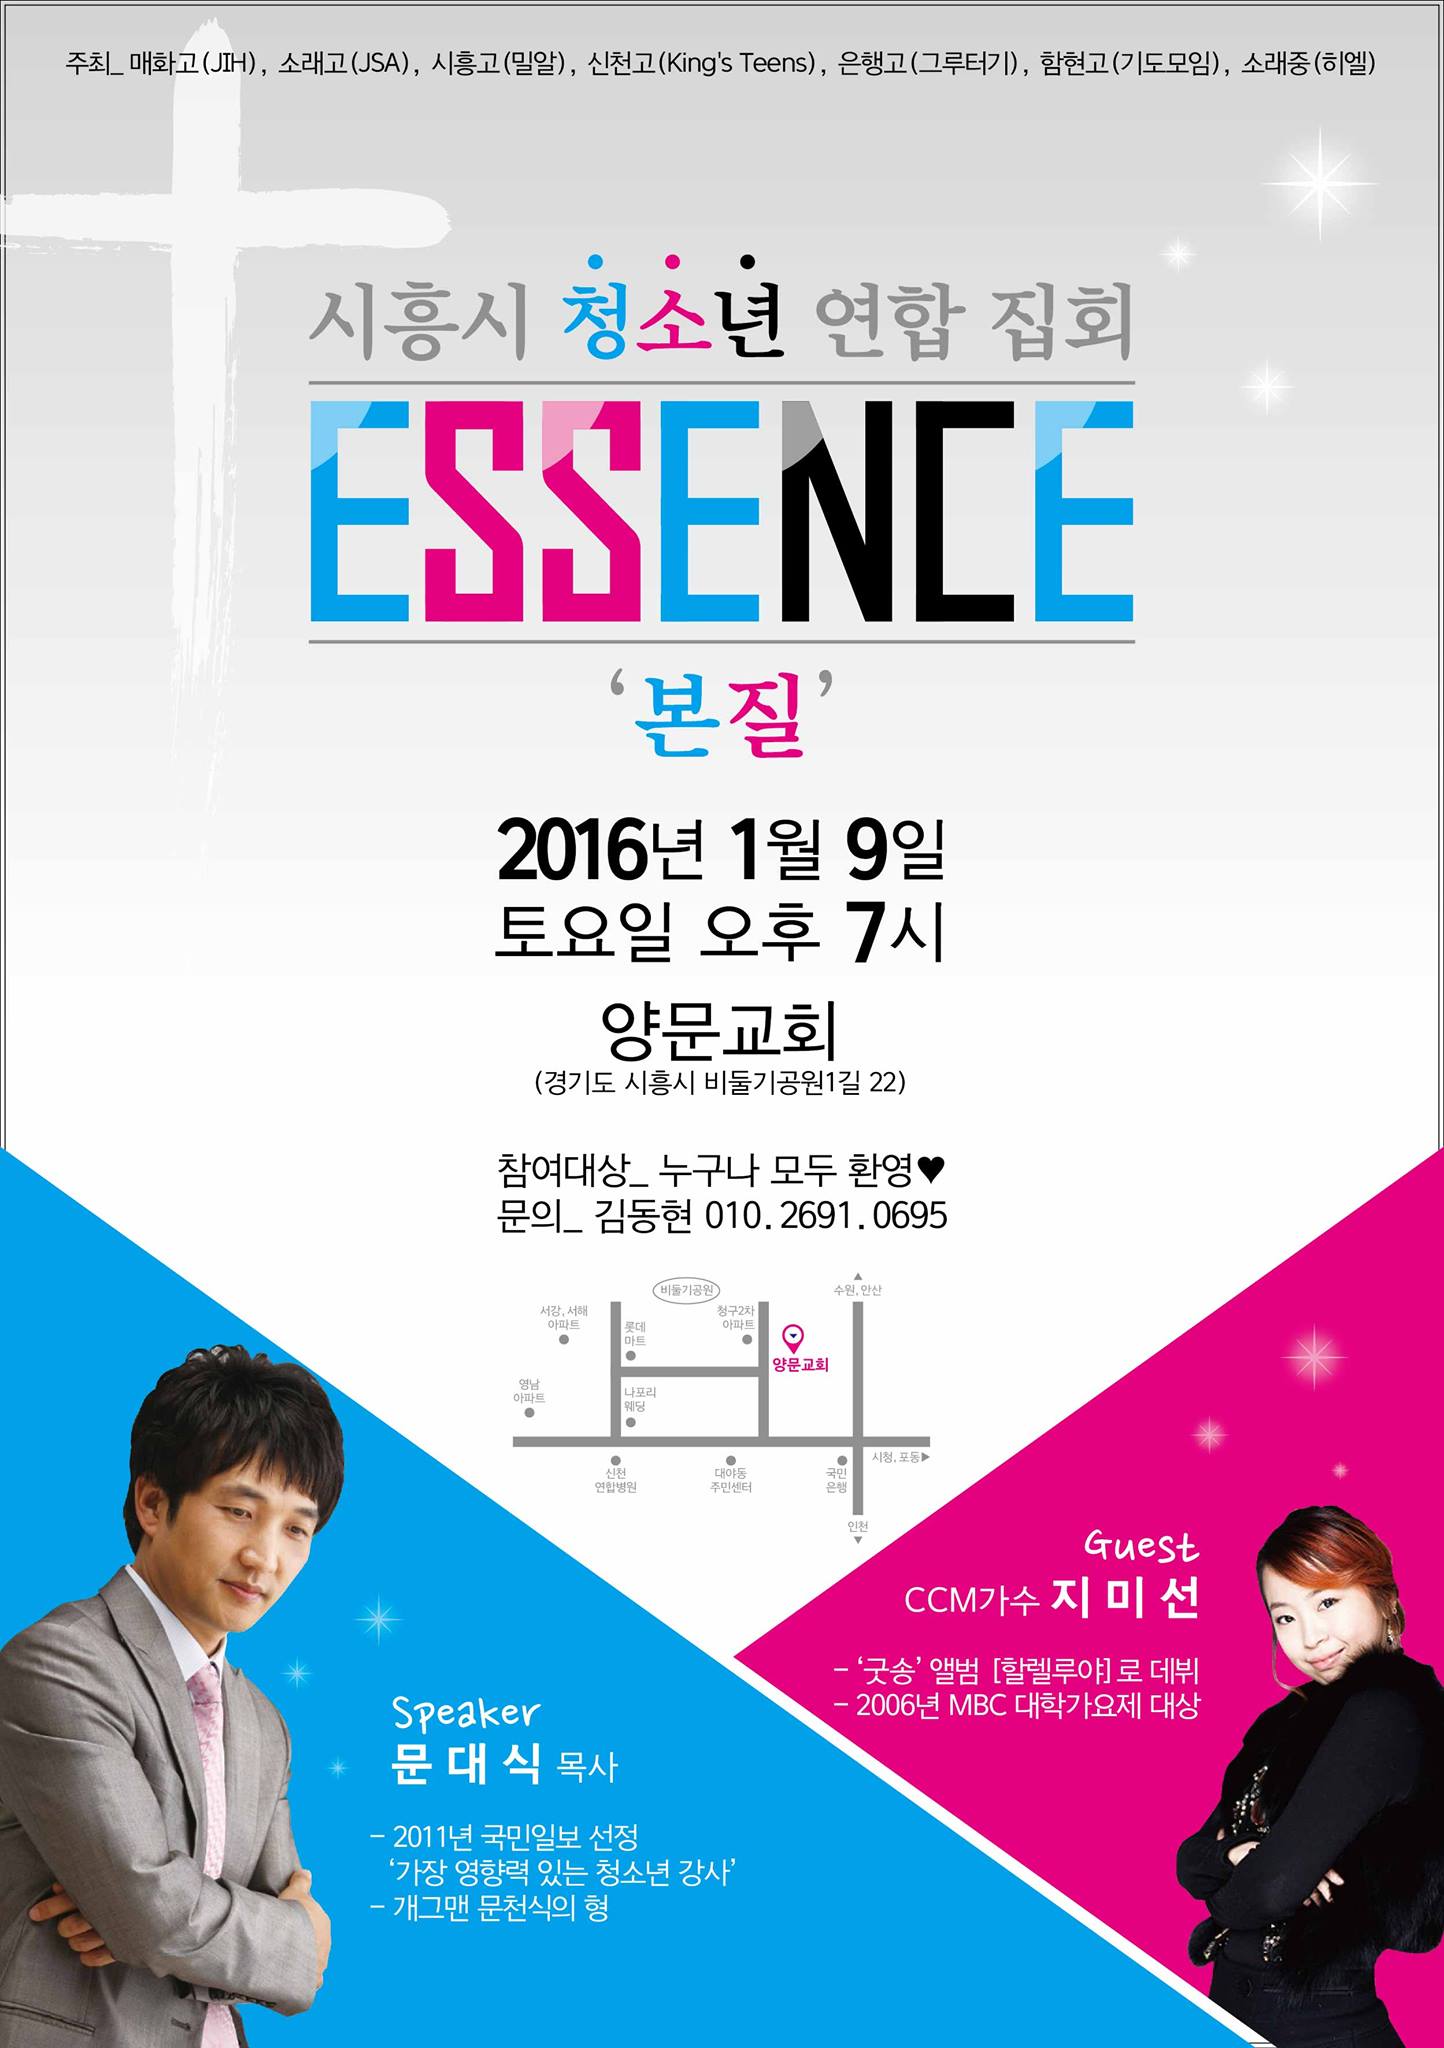 주최_ 매화고(JIH), 소래고(JSA), 시흥고(밀알), 신천고(King's Teens), 은행고(그루터기), 함현고(기도모임), 소래중(히엘)
시흥시 청소년 연합 집회
ESSENCE
‘본질’
2016년 1월 9일
토요일 오후 7시
양문교회
(경기도 시흥시 비둘기공원1길 22)
참여대상_ 누구나 모두 환영♥
문의_ 김동현 010. 2691. 0695
비둘기공원
▲
수원, 안산
서강, 서해
아파트
롯데
마트
청구2차
아파트
양문교회
영남
아파트
나포리
웨딩
시청, 포동▶
신천
연합병원
대야동
주민센터
국민
은행
인천
▼
Guest
CCM가수 지미선
- ‘굿송’ 앨범 [할렐루야]로 데뷔
- 2006년 MBC 대학가요제 대상
Speaker
문대식 목사
- 2011년 국민일보 선정
‘가장 영향력 있는 청소년 강사’
- 개그맨 문천식의 형